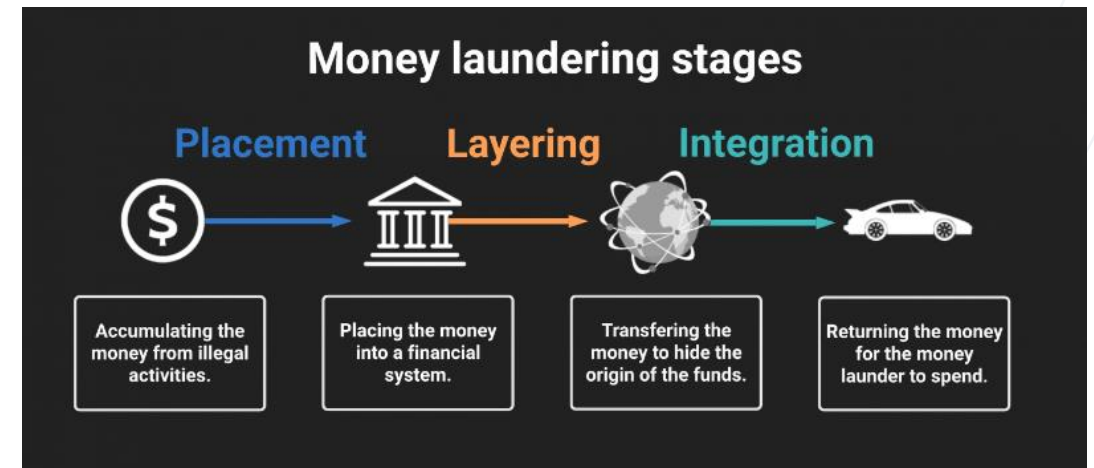 Money laundering stages
Placement
Layering
Integration
$
Accumulating the
money from illegal
activities.
Placing the money
into a financial
system.
Transfering the
money to hide the
origin of the funds.
Returning the money
for the money
launder to spend.